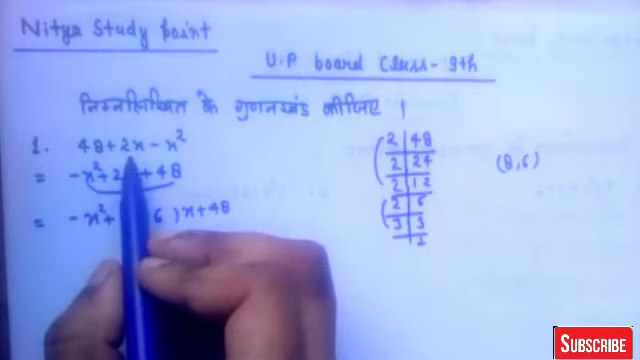 Nitya Study point
U.P board Class-9th
निम्नलिखित के गुणनखंड कीजिए ।
1. 48+2x-x²
= -x²+2 +48
= -x²+ 6 )x+48
2 | 48
2 | 24
2 | 12
2 | 6
3 | 3
1
(8,6)
SUBSCRIBE